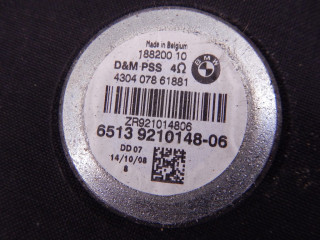 Made in Belgium
188200 10
D&M PSS 4Ω
4304 078 61881
BMW
ZR921014806
6513 9210148-06
DD 07
14/10/08
8